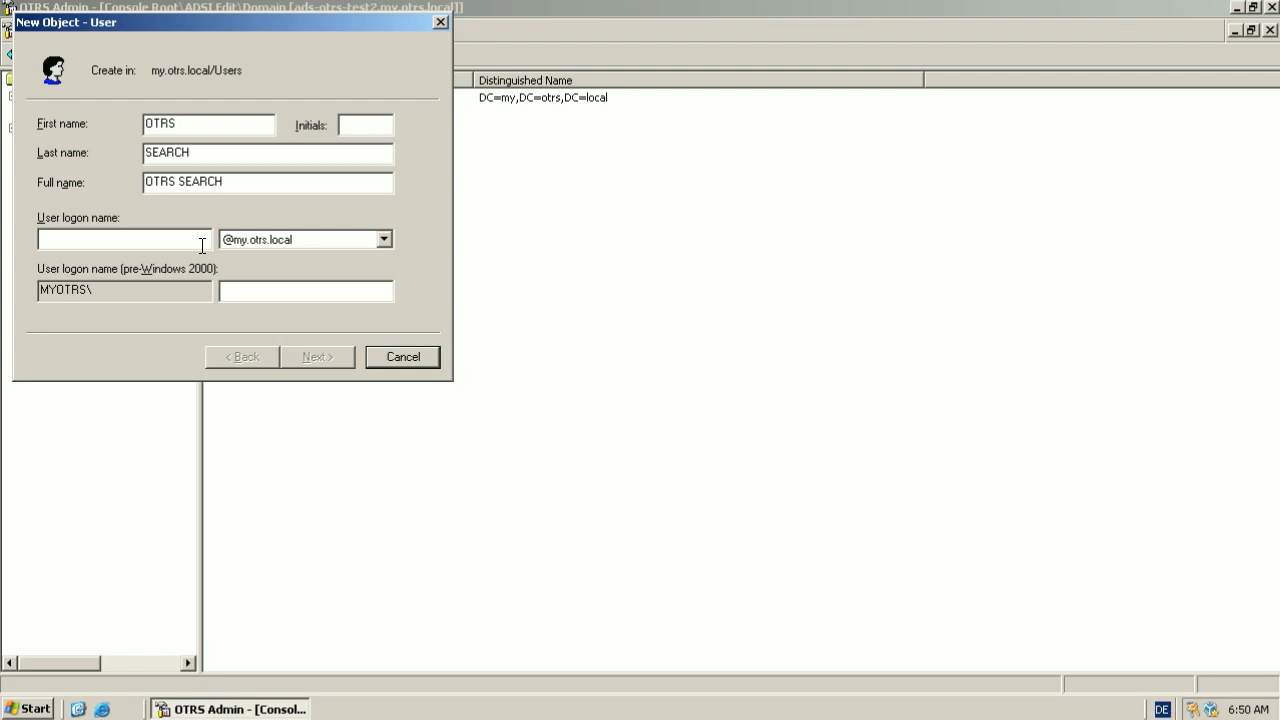 OTRS Admin - [Console Root\ADSI Edit\Domain [ads-otrs-test2.my.otrs.local]]
New Object - User
Create in: my.otrs.local/Users
Distinguished Name
DC=my,DC=otrs,DC=local
First name: OTRS Initials:
Last name: SEARCH
Full name: OTRS SEARCH
User logon name:
@my.otrs.local
User logon name (pre-Windows 2000):
MYOTRS\
< Back Next > Cancel
Start OTRS Admin - [Consol... DE 6:50 AM